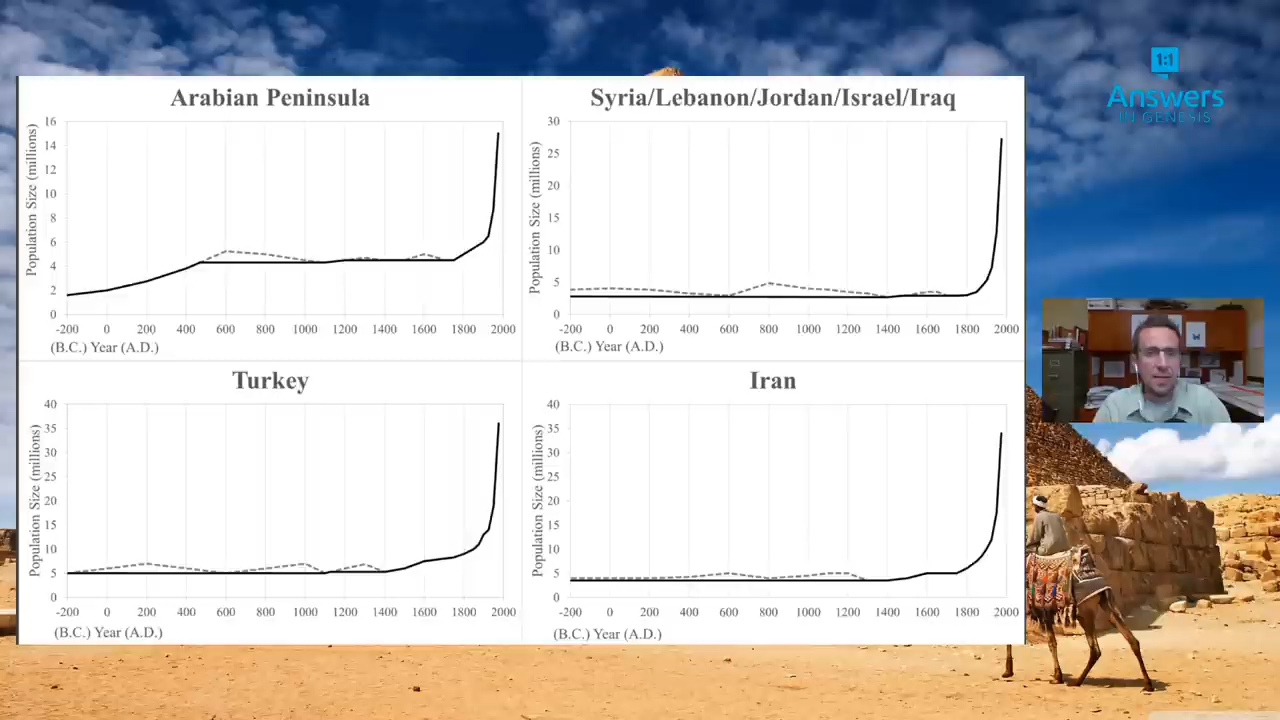 1:1
Answers
IN GENESIS
Arabian Peninsula
Population Size (millions)
16
14
12
10
8
6
4
2
0
-200 0 200 400 600 800 1000 1200 1400 1600 1800 2000
(B.C.) Year (A.D.)
Syria/Lebanon/Jordan/Israel/Iraq
Population Size (millions)
30
25
20
15
10
5
0
-200 0 200 400 600 800 1000 1200 1400 1600 1800 2000
(B.C.) Year (A.D.)
Turkey
Population Size (millions)
40
35
30
25
20
15
10
5
0
-200 0 200 400 600 800 1000 1200 1400 1600 1800 2000
(B.C.) Year (A.D.)
Iran
Population Size (millions)
40
35
30
25
20
15
10
5
0
-200 0 200 400 600 800 1000 1200 1400 1600 1800 2000
(B.C.) Year (A.D.)